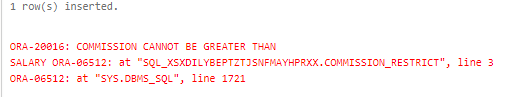 1 row(s) inserted.
ORA-20016: COMMISSION CANNOT BE GREATER THAN
SALARY ORA-06512: at "SQL_XSXDILYBEPTZTJSNFMAYHPRXX.COMMISSION_RESTRICT", line 3
ORA-06512: at "SYS.DBMS_SQL", line 1721